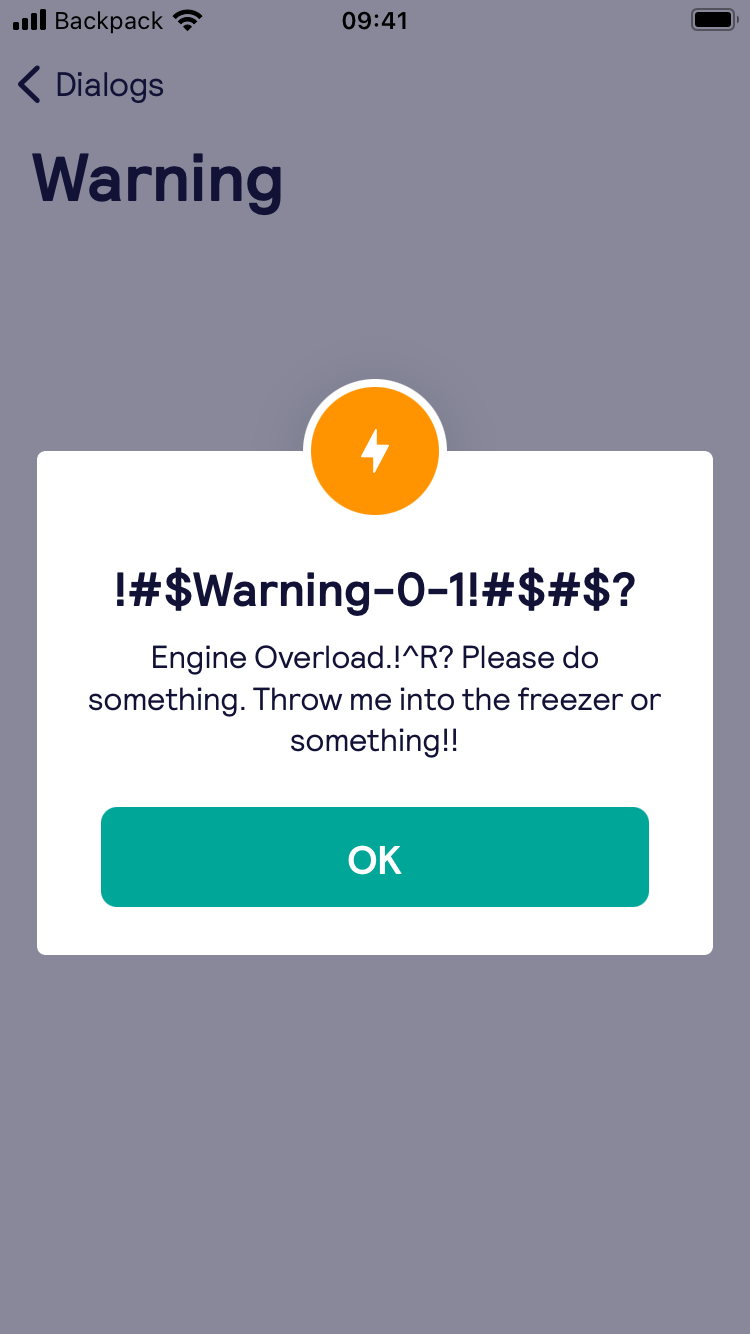 Backpack 09:41
Dialogs
Warning
!#$Warning-0-1!#$#$?
Engine Overload.!^R? Please do
something. Throw me into the freezer or
something!!
OK